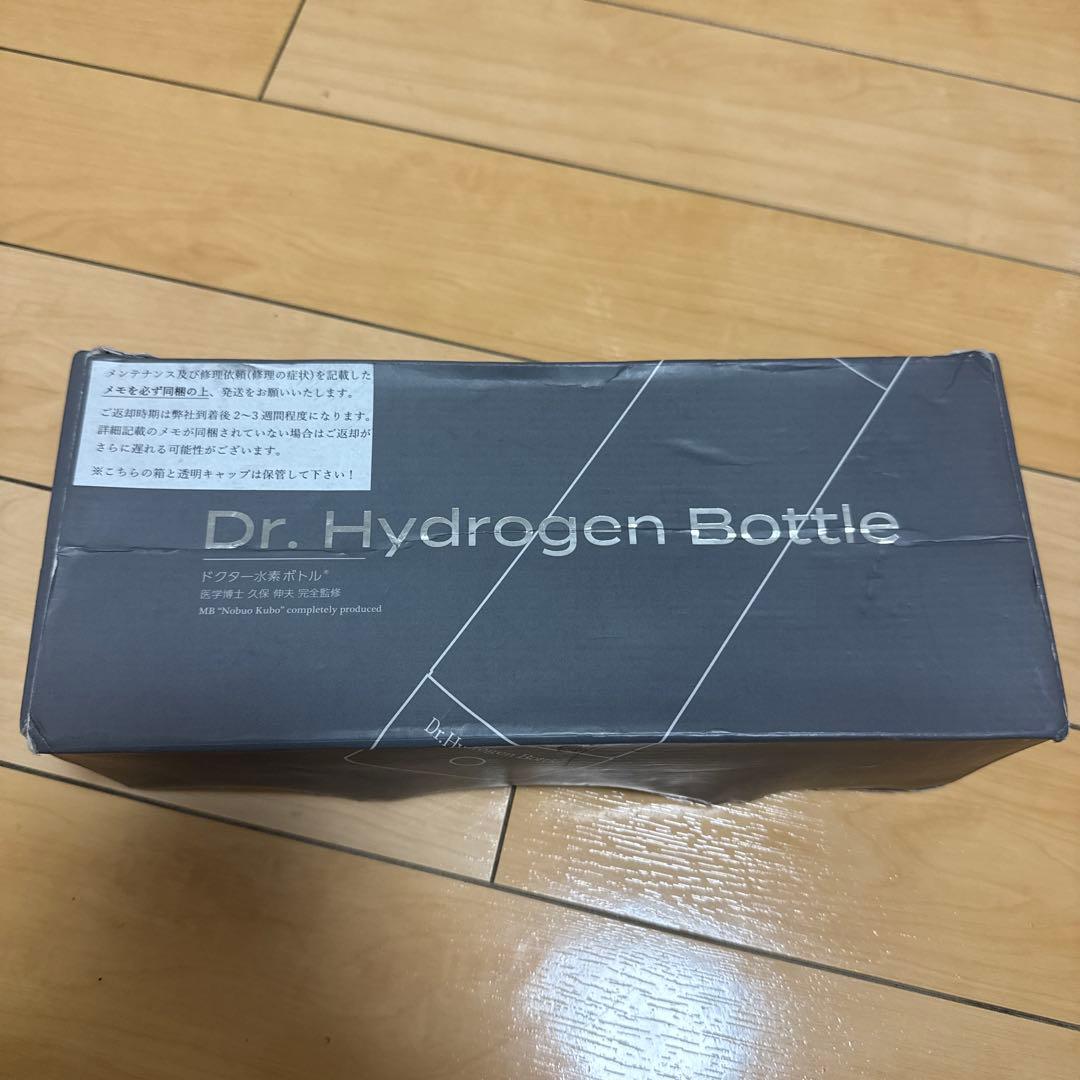 メンテナンス及び修理依頼(修理の症状)を記載した
メモを必ず同梱の上、発送をお願いいたします。
ご返却時期は弊社到着後2~3週間程度になります。
詳細記載のメモが同梱されていない場合はご返却が
さらに遅れる可能性がございます。
※こちらの箱と透明キャップは保管して下さい!
Dr. Hydrogen Bottle
ドクター水素ボトル®
医学博士 久保 伸夫 完全監修
MB "Nobuo Kubo" completely produced
Dr.Hydrogen Bottle